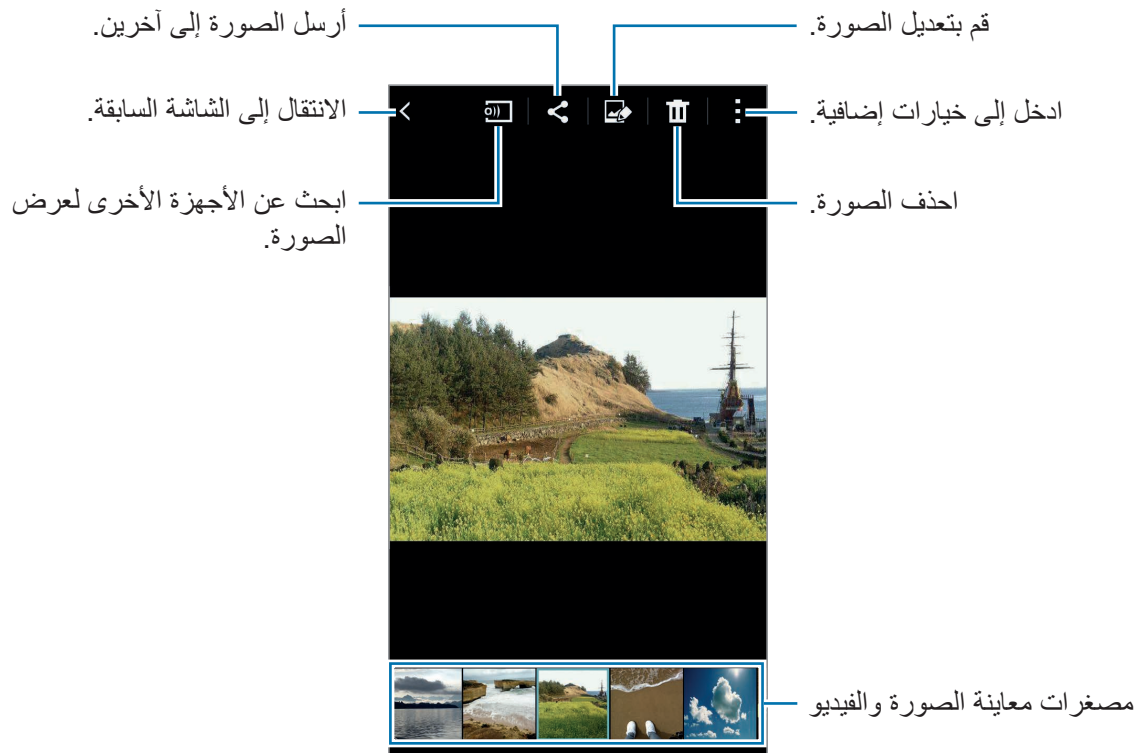 قم بتعديل الصورة.
أرسل الصورة إلى آخرين.
ادخل إلى خيارات إضافية.
الانتقال إلى الشاشة السابقة.
احذف الصورة.
ابحث عن الأجهزة الأخرى لعرض
الصورة.
مصغرات معاينة الصورة والفيديو